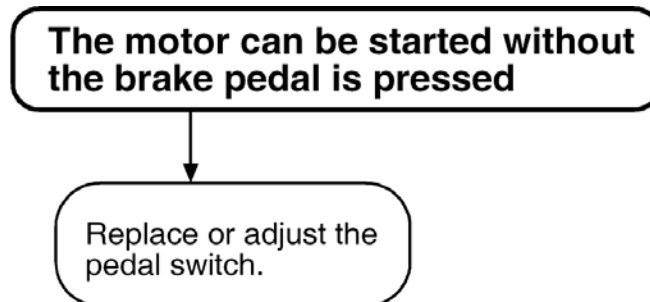 The motor can be started without
the brake pedal is pressed
Replace or adjust the
pedal switch.